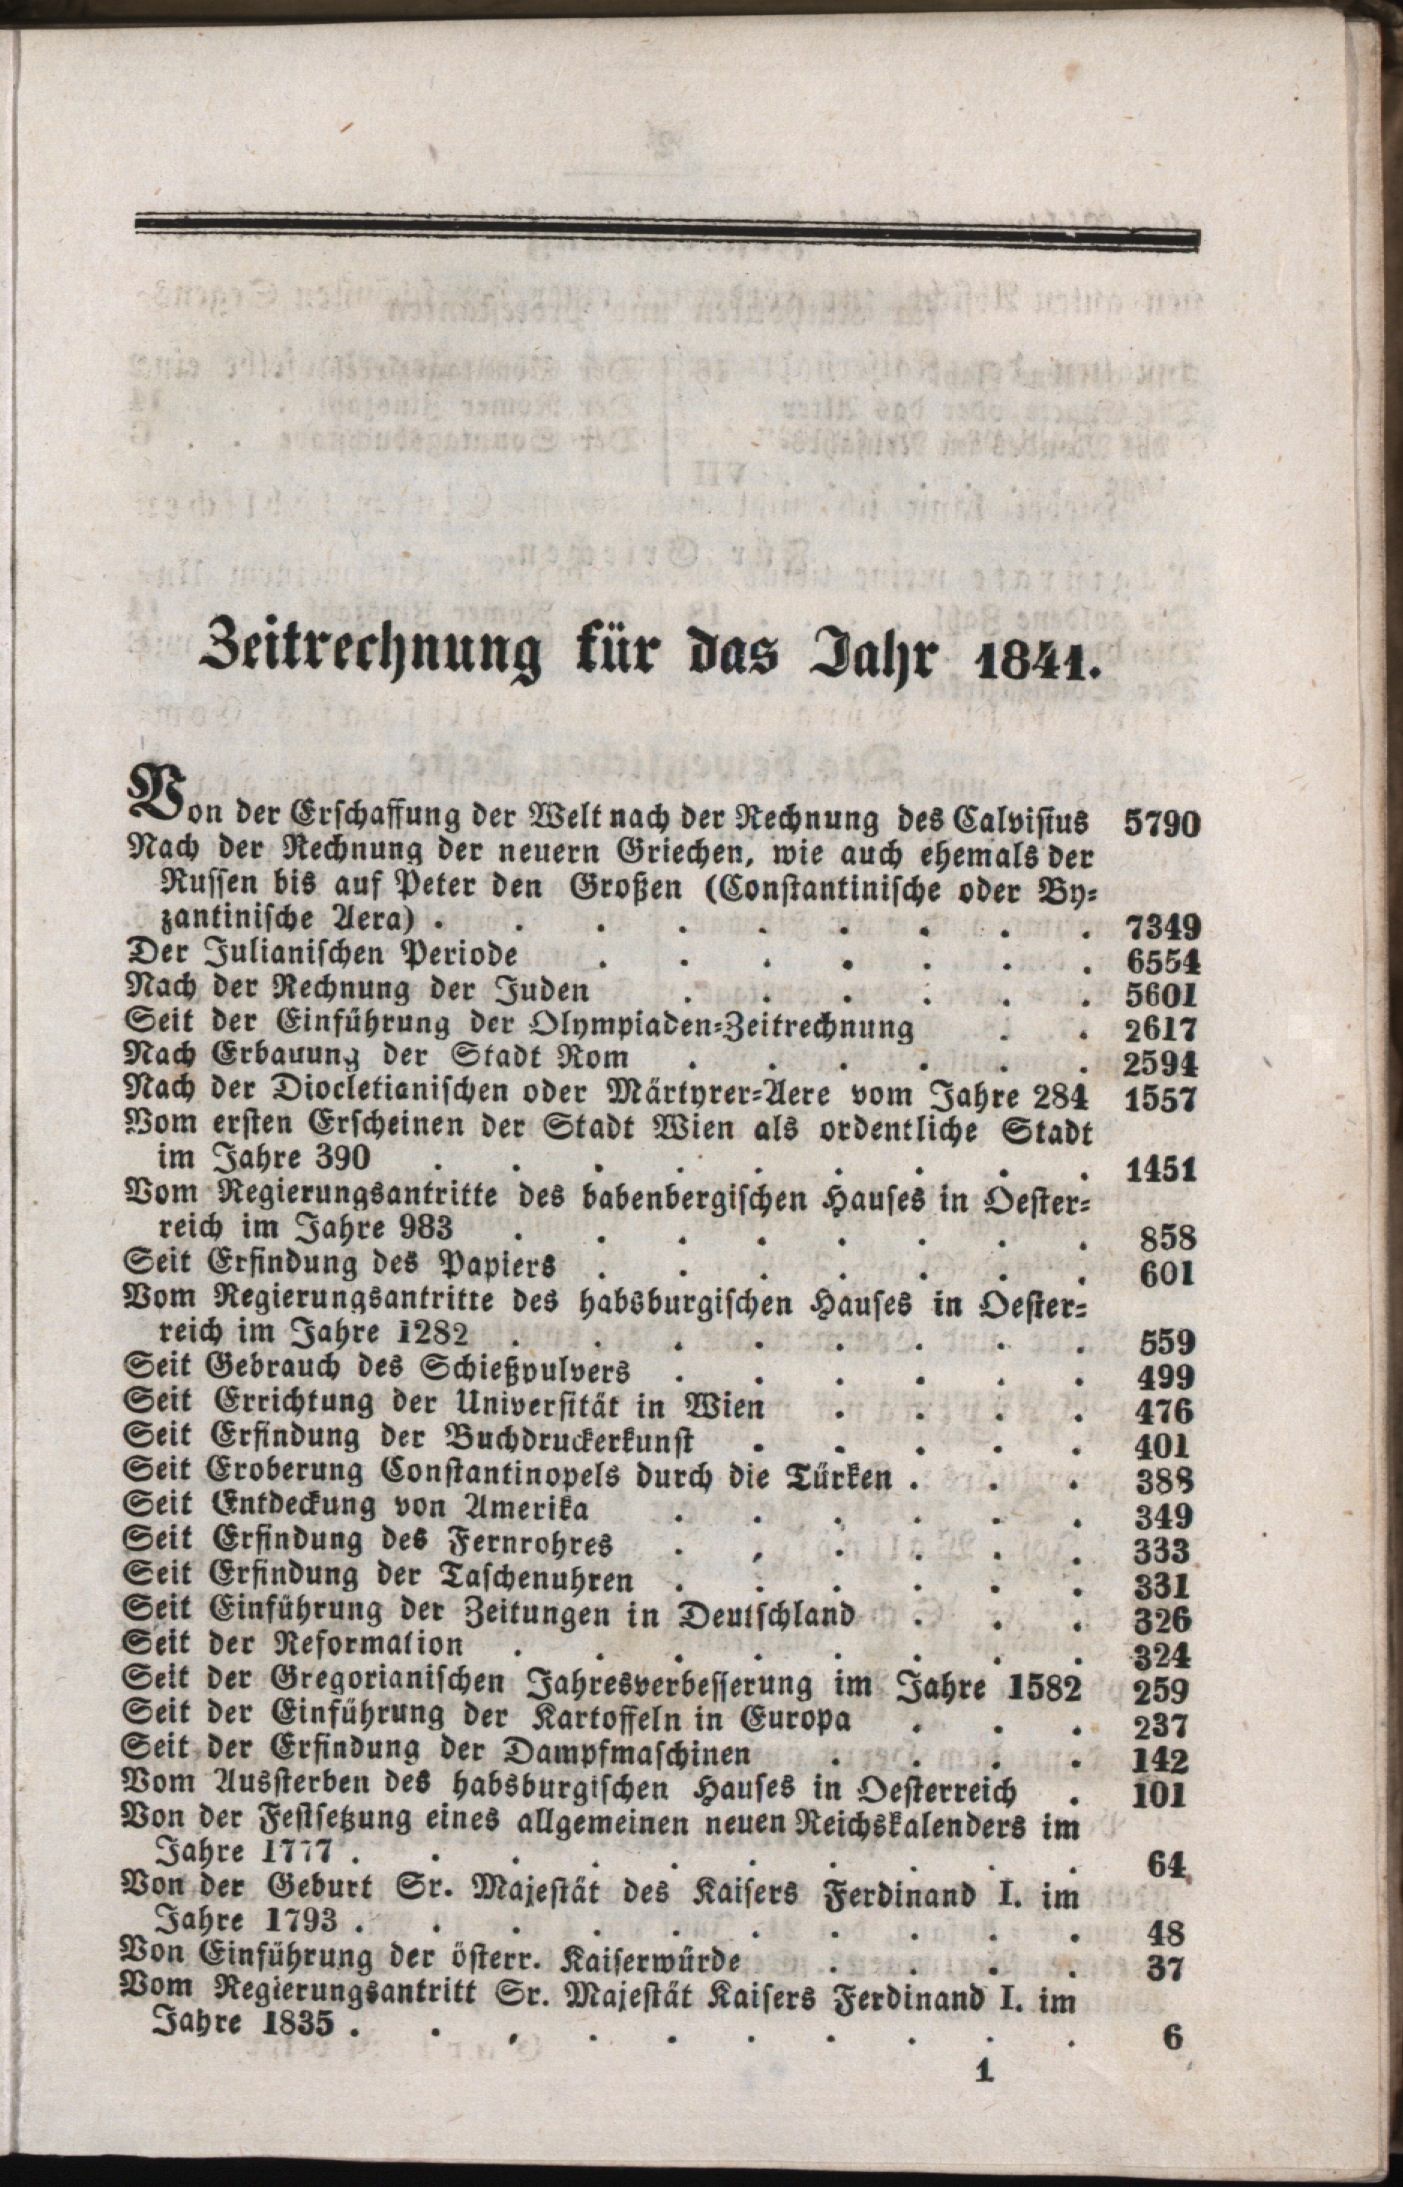 Zeitrechnung für das Jahr 1841.
Von der Erschaffung der Welt nach der Rechnung des Calvisius 5790
Nach der Rechnung der neuern Griechen, wie auch ehemals der
Russen bis auf Peter den Großen (Constantinische oder By-
zantinische Aera) . . . . . . . . . 7349
Der Julianischen Periode . . . . . . . 6554
Nach der Rechnung der Juden . . . . . . 5601
Seit der Einführung der Olympiaden-Zeitrechnung . . 2617
Nach Erbauung der Stadt Rom . . . . . . 2594
Nach der Diocletianischen oder Märtyrer-Aere vom Jahre 284 1557
Vom ersten Erscheinen der Stadt Wien als ordentliche Stadt
im Jahre 390 . . . . . . . . . 1451
Vom Regierungsantritte des babenbergischen Hauses in Oester-
reich im Jahre 983 . . . . . . . . 858
Seit Erfindung des Papiers . . . . . . . 601
Vom Regierungsantritte des habsburgischen Hauses in Oester-
reich im Jahre 1282 . . . . . . . . 559
Seit Gebrauch des Schießpulvers . . . . . . 499
Seit Errichtung der Universität in Wien . . . . 476
Seit Erfindung der Buchdruckerkunst . . . . . 401
Seit Eroberung Constantinopels durch die Türken . . . 388
Seit Entdeckung von Amerika . . . . . . 349
Seit Erfindung des Fernrohres . . . . . . 333
Seit Erfindung der Taschenuhren . . . . . . 331
Seit Einführung der Zeitungen in Deutschland . . . 326
Seit der Reformation . . . . . . . . 324
Seit der Gregorianischen Jahresverbesserung im Jahre 1582 259
Seit der Einführung der Kartoffeln in Europa . . . 237
Seit der Erfindung der Dampfmaschinen . . . . 142
Vom Aussterben des habsburgischen Hauses in Oesterreich . 101
Von der Festsetzung eines allgemeinen neuen Reichskalenders im
Jahre 1777 . . . . . . . . . . 64
Von der Geburt Sr. Majestät des Kaisers Ferdinand I. im
Jahre 1793 . . . . . . . . . . 48
Von Einführung der österr. Kaiserwürde . . . . 37
Vom Regierungsantritt Sr. Majestät Kaisers Ferdinand I. im
Jahre 1835 . . . . . . . . . . 6
1